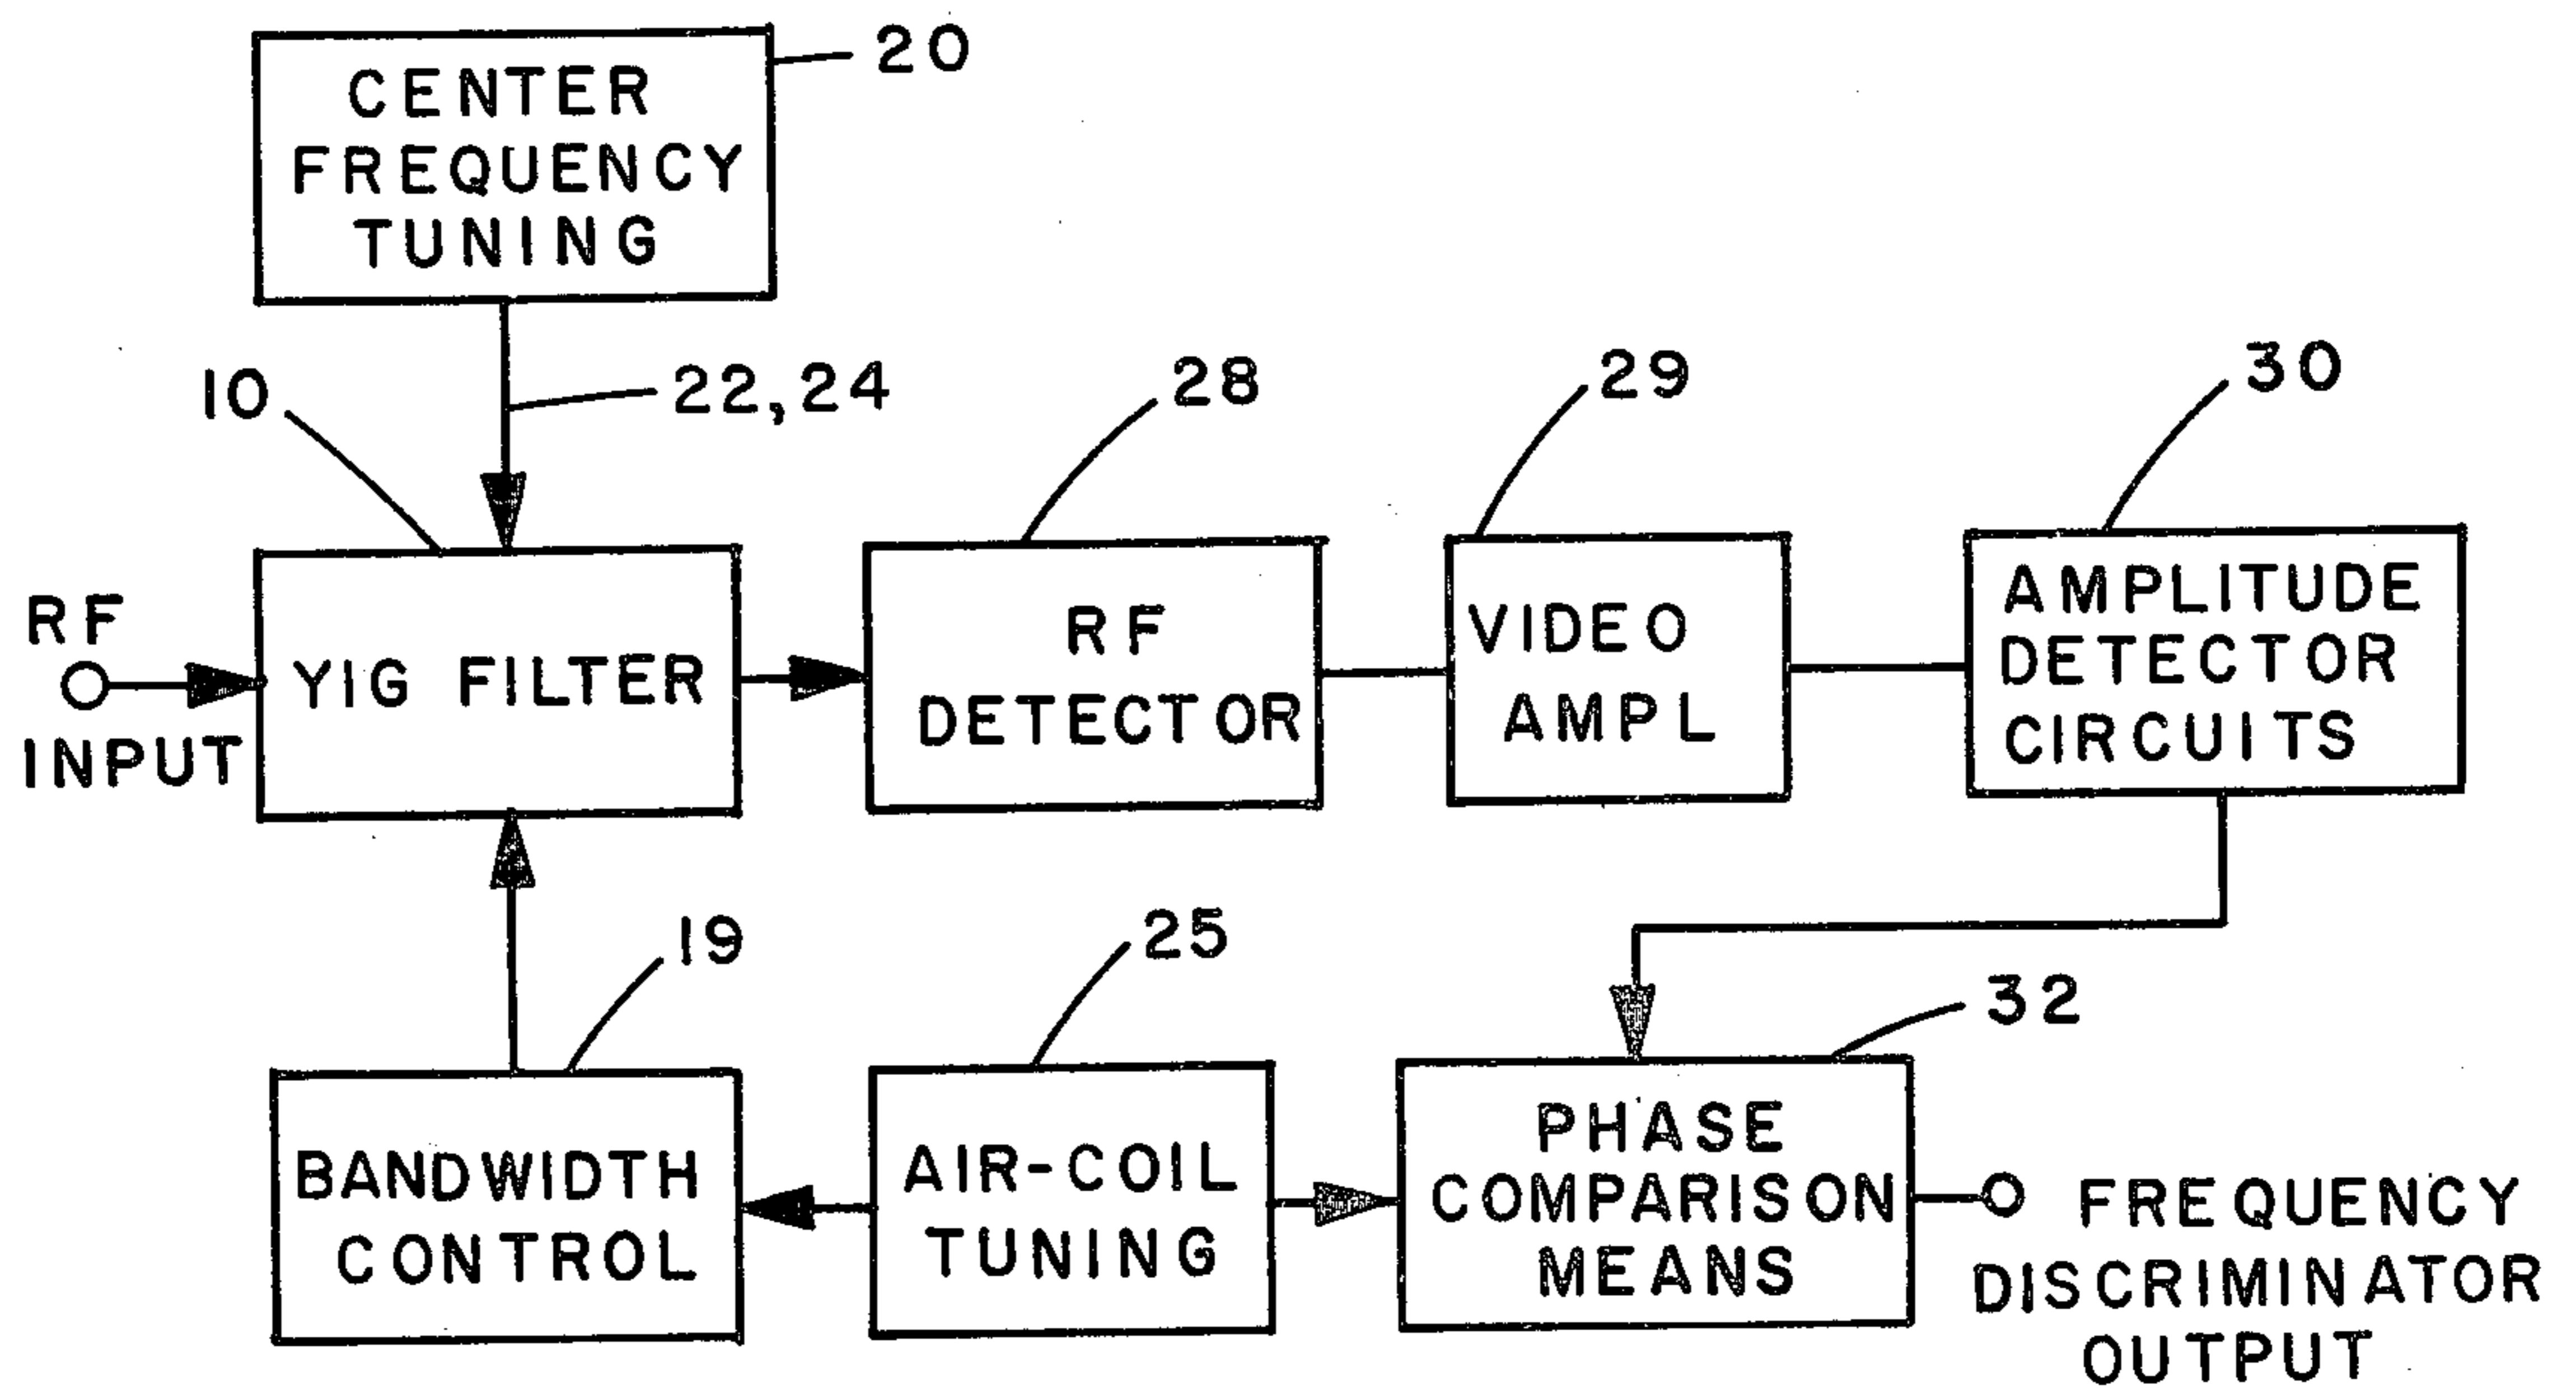 20
CENTER
FREQUENCY
TUNING
10
22,24
28
29
30
RF
INPUT
YIG FILTER
RF
DETECTOR
VIDEO
AMPL
AMPLITUDE
DETECTOR
CIRCUITS
19
25
32
BANDWIDTH
CONTROL
AIR-COIL
TUNING
PHASE
COMPARISON
MEANS
FREQUENCY
DISCRIMINATOR
OUTPUT